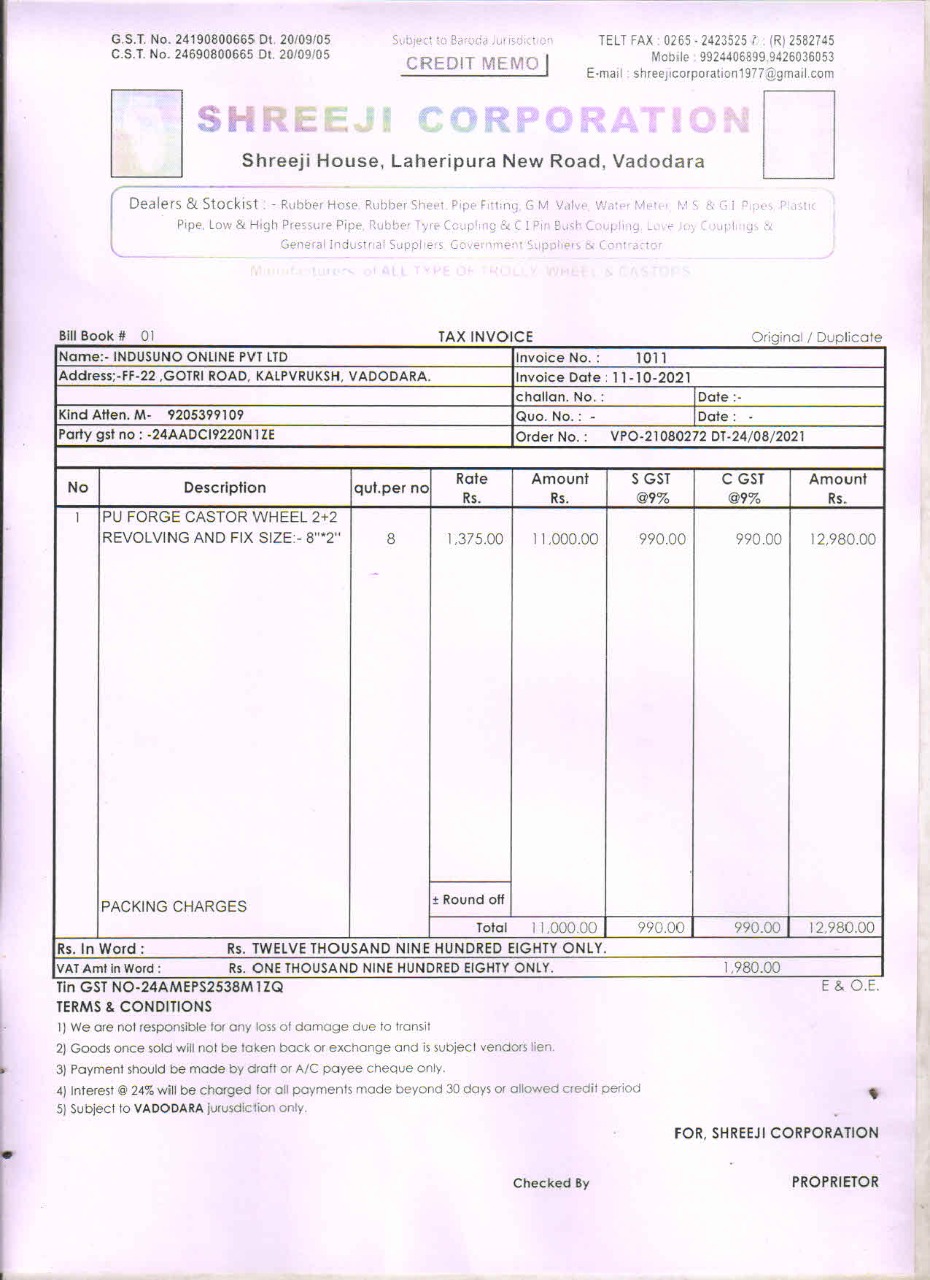 G.S.T. No. 24190800665 Dt. 20/09/05
C.S.T. No. 24690800665 Dt. 20/09/05
Subject to Baroda Jurisdiction
CREDIT MEMO
TELT FAX : 0265 - 2423525 ✆ : (R) 2582745
Mobile : 9924406899,9426036053
E-mail : shreejicorporation1977@gmail.com
SHREEJI CORPORATION
Shreeji House, Laheripura New Road, Vadodara
Dealers & Stockist : - Rubber Hose, Rubber Sheet, Pipe Fitting, G.M. Valve, Water Meter, M.S. & G.I. Pipes, Plastic
Pipe, Low & High Pressure Pipe, Rubber Tyre Coupling & C I Pin Bush Coupling, Love Joy Couplings &
General Industrial Suppliers, Government Suppliers & Contractor
Manufacturers of ALL TYPE OF TROLLY WHEEL & CASTOPS
Bill Book # 01 TAX INVOICE Original / Duplicate
Name:- INDUSUNO ONLINE PVT LTD Invoice No. : 1011
Address;-FF-22 ,GOTRI ROAD, KALPVRUKSH, VADODARA. Invoice Date : 11-10-2021
challan. No. : Date :-
Kind Atten. M- 9205399109 Quo. No. : - Date : -
Party gst no : -24AADCI9220N1ZE Order No. : VPO-21080272 DT-24/08/2021
No Description qut.per no Rate Rs. Amount Rs. S GST @9% C GST @9% Amount Rs.
1 PU FORGE CASTOR WHEEL 2+2
REVOLVING AND FIX SIZE:- 8"*2" 8 1,375.00 11,000.00 990.00 990.00 12,980.00
PACKING CHARGES ± Round off
Total 11,000.00 990.00 990.00 12,980.00
Rs. In Word : Rs. TWELVE THOUSAND NINE HUNDRED EIGHTY ONLY.
VAT Amt in Word : Rs. ONE THOUSAND NINE HUNDRED EIGHTY ONLY. 1,980.00
Tin GST NO-24AMEPS2538M1ZQ E & O.E.
TERMS & CONDITIONS
1) We are not responsible for any loss of damage due to transit
2) Goods once sold will not be taken back or exchange and is subject vendors lien.
3) Payment should be made by draft or A/C payee cheque only.
4) Interest @ 24% will be charged for all payments made beyond 30 days or allowed credit period
5) Subject to VADODARA jurusdiction only.
FOR, SHREEJI CORPORATION
Checked By PROPRIETOR